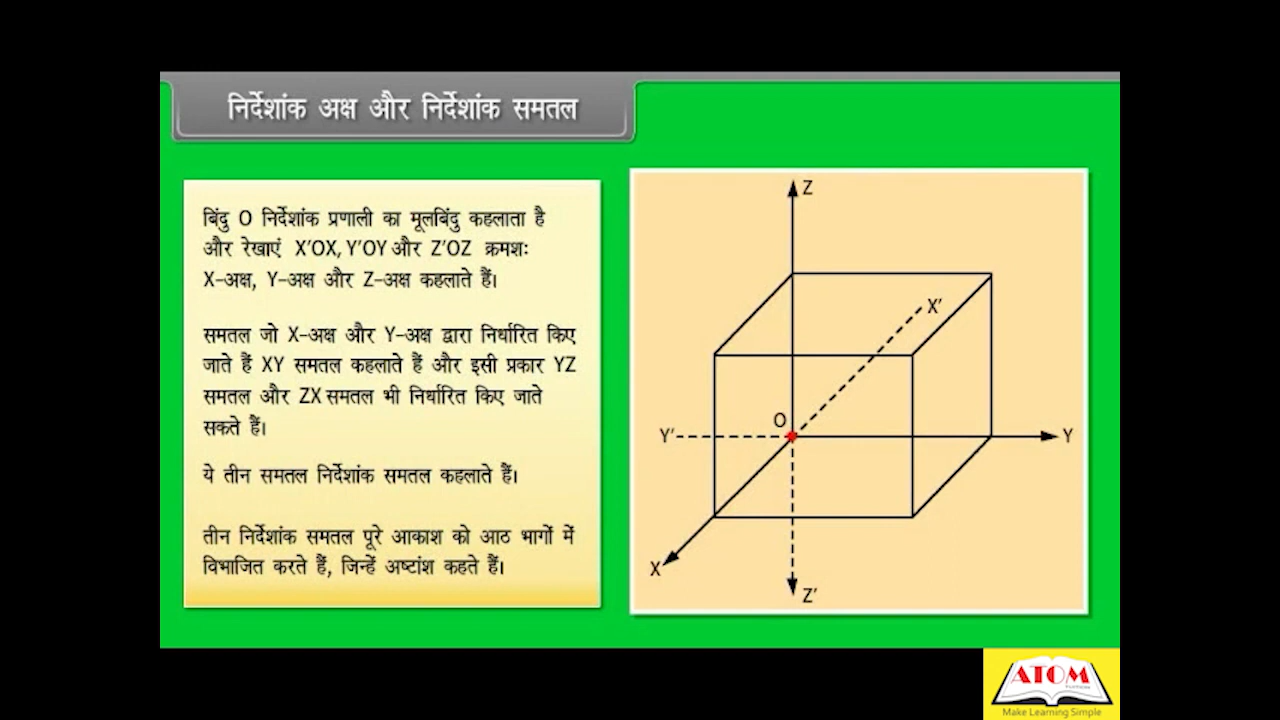 निर्देशांक अक्ष और निर्देशांक समतल
बिंदु O निर्देशांक प्रणाली का मूलबिंदु कहलाता है
और रेखाएं X'OX, Y'OY और Z'OZ क्रमशः
X-अक्ष, Y-अक्ष और Z-अक्ष कहलाते हैं।
समतल जो X-अक्ष और Y-अक्ष द्वारा निर्धारित किए
जाते हैं XY समतल कहलाते हैं और इसी प्रकार YZ
समतल और ZX समतल भी निर्धारित किए जाते
सकते हैं।
ये तीन समतल निर्देशांक समतल कहलाते हैं।
तीन निर्देशांक समतल पूरे आकाश को आठ भागों में
विभाजित करते हैं, जिन्हें अष्टांश कहते हैं।
Z
X'
O
Y'
Y
X
Z'
ATOM
Make Learning Simple